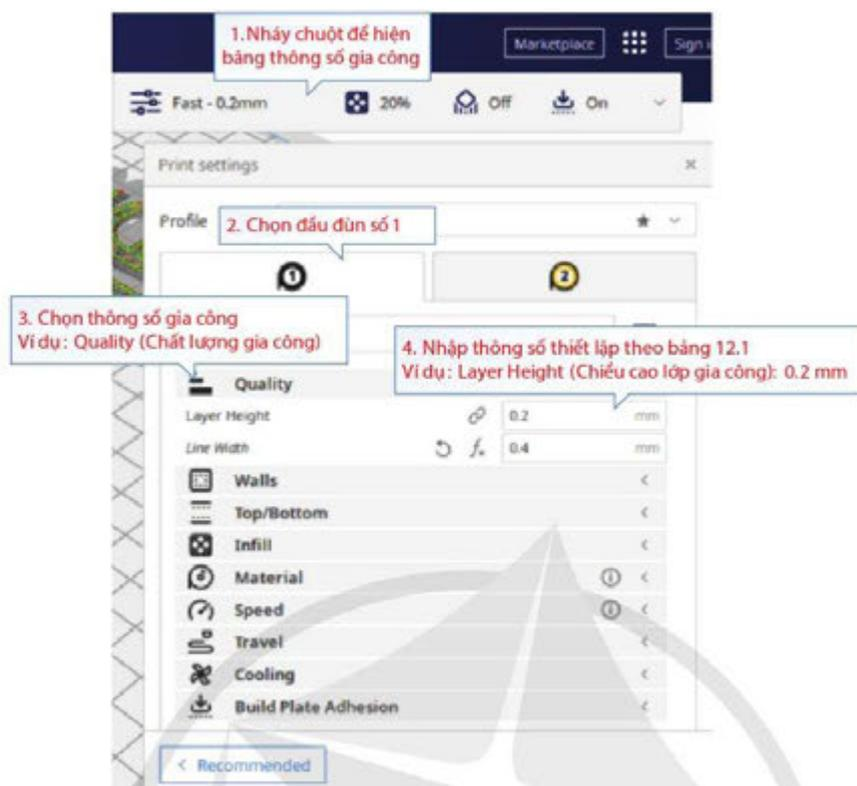 1.Nháy chuột để hiện
bảng thông số gia công
Marketplace
Sign i
Fast - 0.2mm
20%
Off
On
Print settings
Profile
2. Chọn đầu đùn số 1
1
2
3. Chọn thông số gia công
Ví dụ: Quality (Chất lượng gia công)
4. Nhập thông số thiết lập theo bảng 12.1
Ví dụ: Layer Height (Chiều cao lớp gia công): 0.2 mm
Quality
Layer Height 0.2 mm
Line Width 0.4 mm
Walls
Top/Bottom
Infill
Material
Speed
Travel
Cooling
Build Plate Adhesion
< Recommended